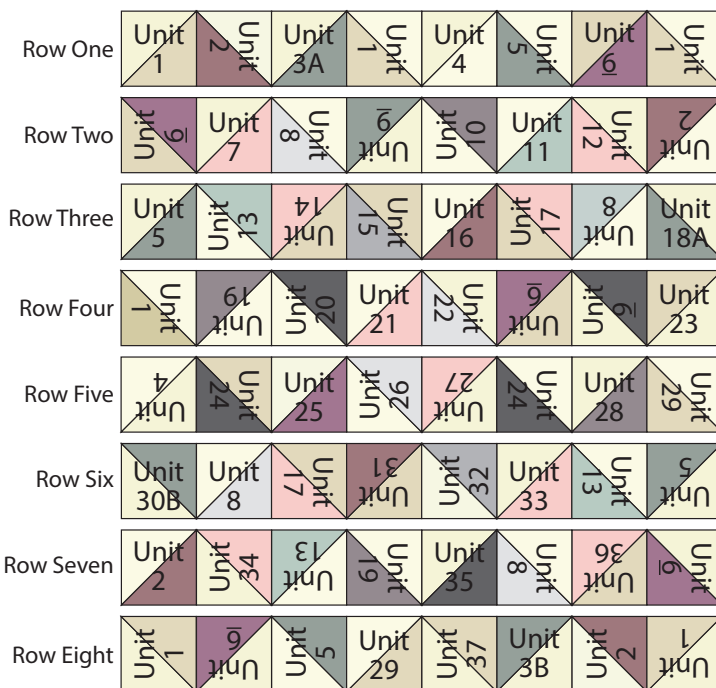 Row One Unit 1 Unit 2 Unit 3A Unit 1 Unit 4 Unit 5 Unit 6 Unit 1
Row Two Unit 6 Unit 7 Unit 8 Unit 9 Unit 10 Unit 11 Unit 12 Unit 2
Row Three Unit 5 Unit 13 Unit 14 Unit 15 Unit 16 Unit 17 Unit 8 Unit 18A
Row Four Unit 1 Unit 19 Unit 20 Unit 21 Unit 22 Unit 6 Unit 9 Unit 23
Row Five Unit 4 Unit 24 Unit 25 Unit 26 Unit 27 Unit 24 Unit 28 Unit 29
Row Six Unit 30B Unit 8 Unit 17 Unit 31 Unit 32 Unit 33 Unit 13 Unit 5
Row Seven Unit 2 Unit 34 Unit 13 Unit 19 Unit 35 Unit 8 Unit 36 Unit 6
Row Eight Unit 1 Unit 6 Unit 5 Unit 29 Unit 37 Unit 3B Unit 2 Unit 1